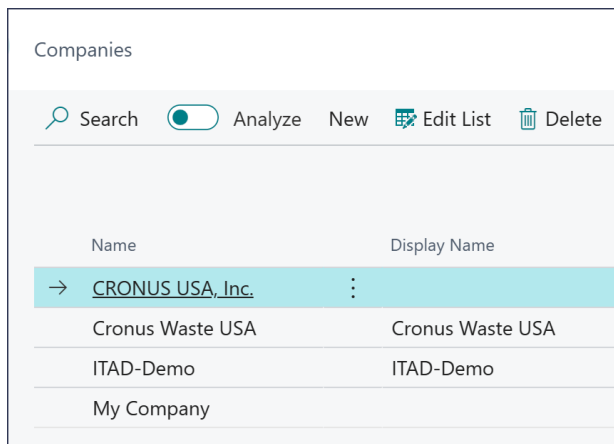 Companies
Search Analyze New Edit List Delete
Name Display Name
CRONUS USA, Inc.
Cronus Waste USA Cronus Waste USA
ITAD-Demo ITAD-Demo
My Company